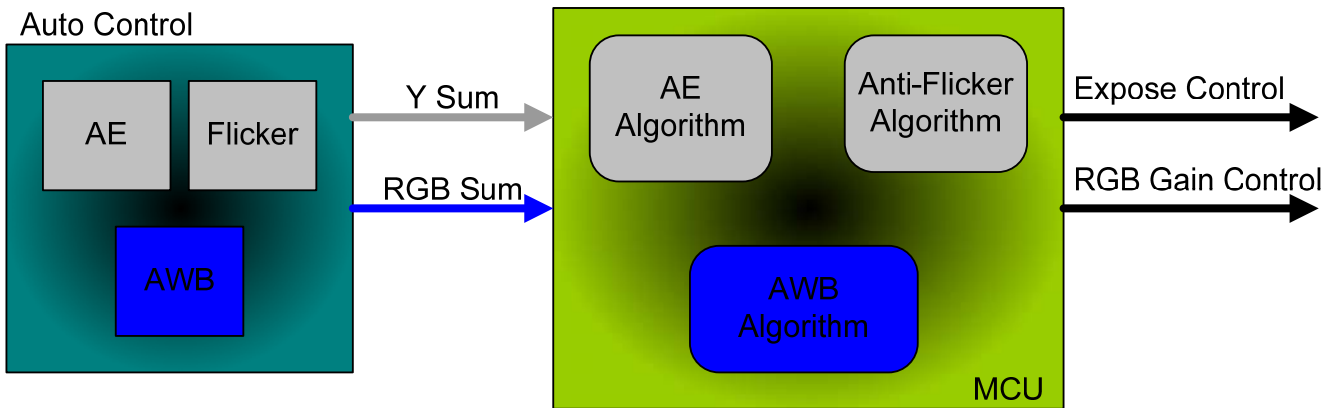 Auto Control
AE
Flicker
AWB
Y Sum
RGB Sum
AE
Algorithm
Anti-Flicker
Algorithm
AWB
Algorithm
MCU
Expose Control
RGB Gain Control